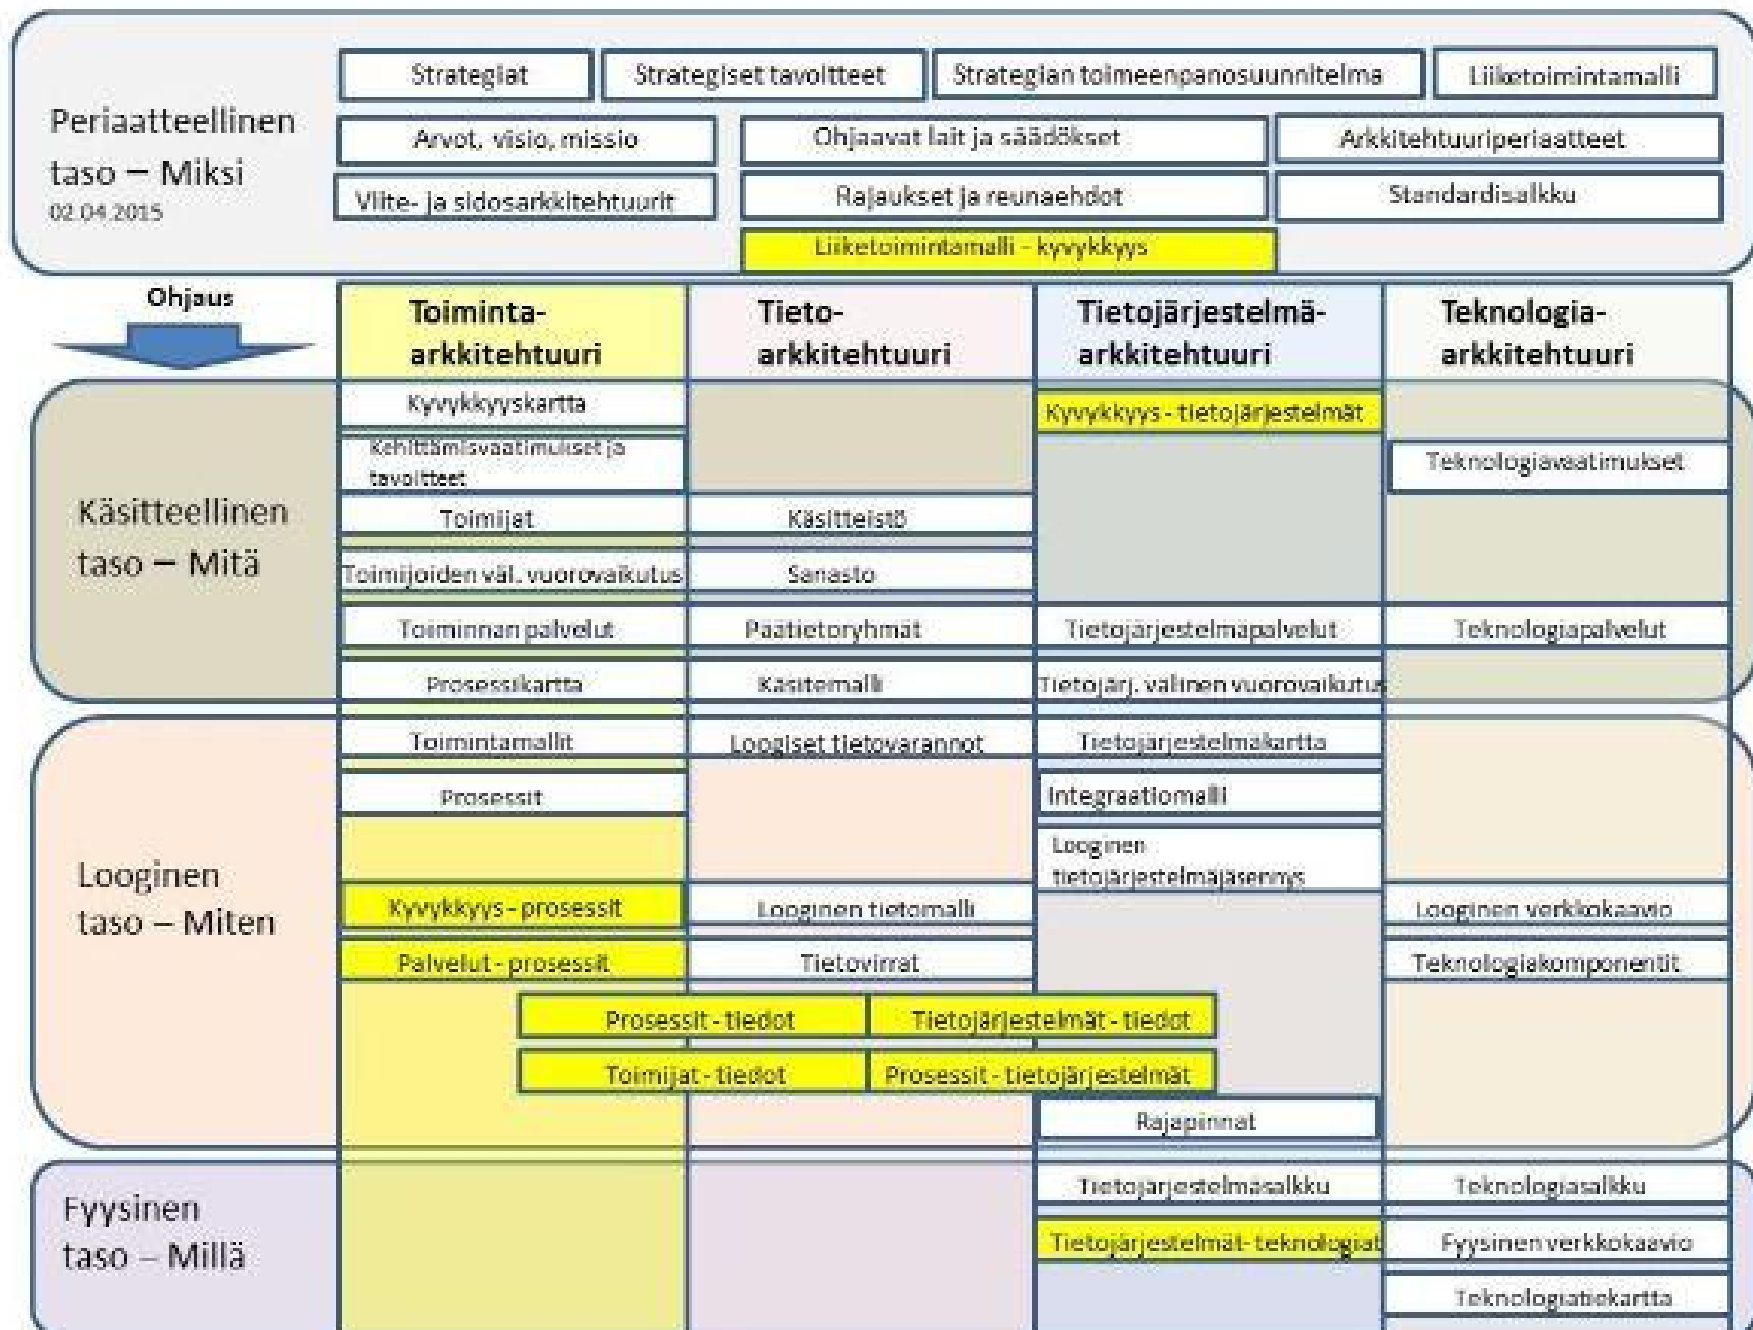 Strategiat
Strategiset tavoitteet
Strategian toimeenpanosuunnitelma
Liiketoimintamalli
Periaatteellinen
taso – Miksi
02.04.2015
Arvot, visio, missio
Ohjaavat lait ja säädökset
Arkkitehtuuriperiaatteet
Viite- ja sidosarkkitehtuurit
Rajaukset ja reunaehdot
Standardisalkku
Liiketoimintamalli - kyvykkyys
Ohjaus
Toiminta-
arkkitehtuuri
Tieto-
arkkitehtuuri
Tietojärjestelmä-
arkkitehtuuri
Teknologia-
arkkitehtuuri
Käsitteellinen
taso – Mitä
Kyvykkyyskartta
Kyvykkyys - tietojärjestelmät
Kehittämisvaatimukset ja
tavoitteet
Teknologiavaatimukset
Toimijat
Käsitteistö
Toimijoiden väl. vuorovaikutus
Sanasto
Toiminnan palvelut
Päätietoryhmät
Tietojärjestelmäpalvelut
Teknologiapalvelut
Prosessikartta
Käsitemalli
Tietojärj. välinen vuorovaikutus
Looginen
taso – Miten
Toimintamallit
Loogiset tietovarannot
Tietojärjestelmäkartta
Prosessit
Integraatiomalli
Looginen
tietojärjestelmäjäsennys
Kyvykkyys - prosessit
Looginen tietomalli
Looginen verkkokaavio
Palvelut - prosessit
Tietovirrat
Teknologiakomponentit
Prosessit - tiedot
Tietojärjestelmät - tiedot
Toimijat - tiedot
Prosessit - tietojärjestelmät
Rajapinnat
Fyysinen
taso – Millä
Tietojärjestelmäsalkku
Teknologiasalkku
Tietojärjestelmät- teknologiat
Fyysinen verkkokaavio
Teknologiatiekartta